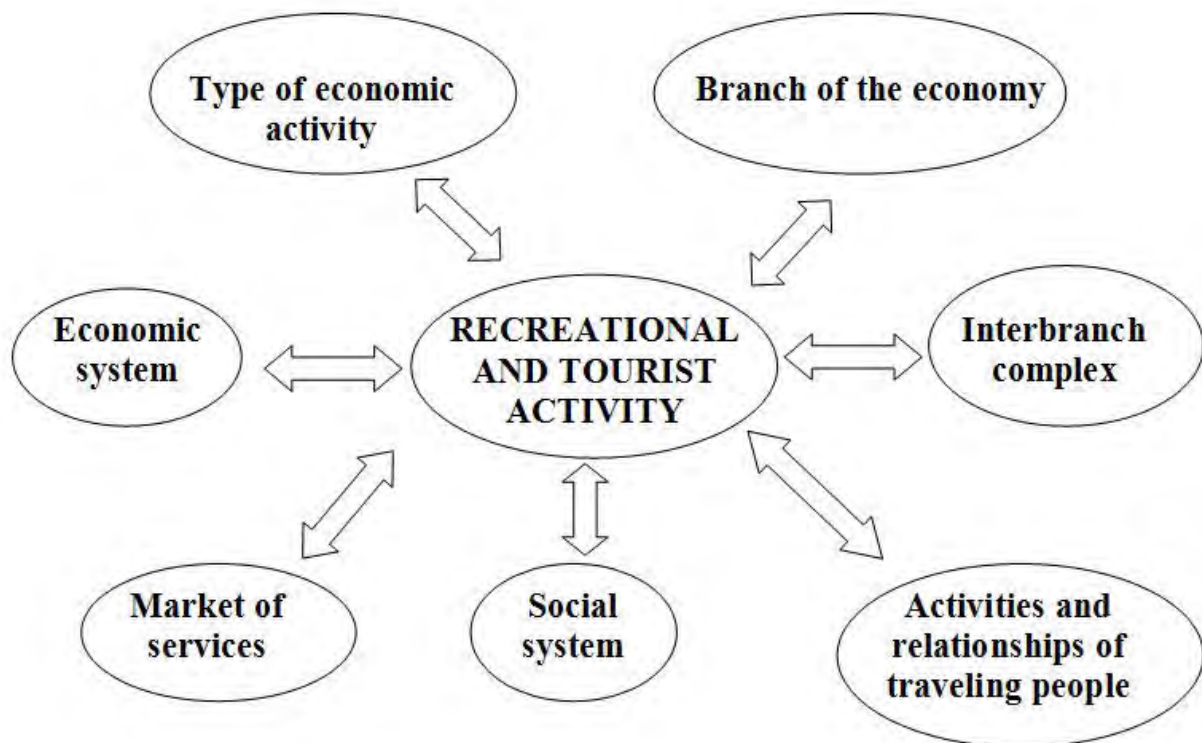 Type of economic
activity
Branch of the economy
Economic
system
RECREATIONAL
AND TOURIST
ACTIVITY
Interbranch
complex
Market of
services
Social
system
Activities and
relationships of
traveling people